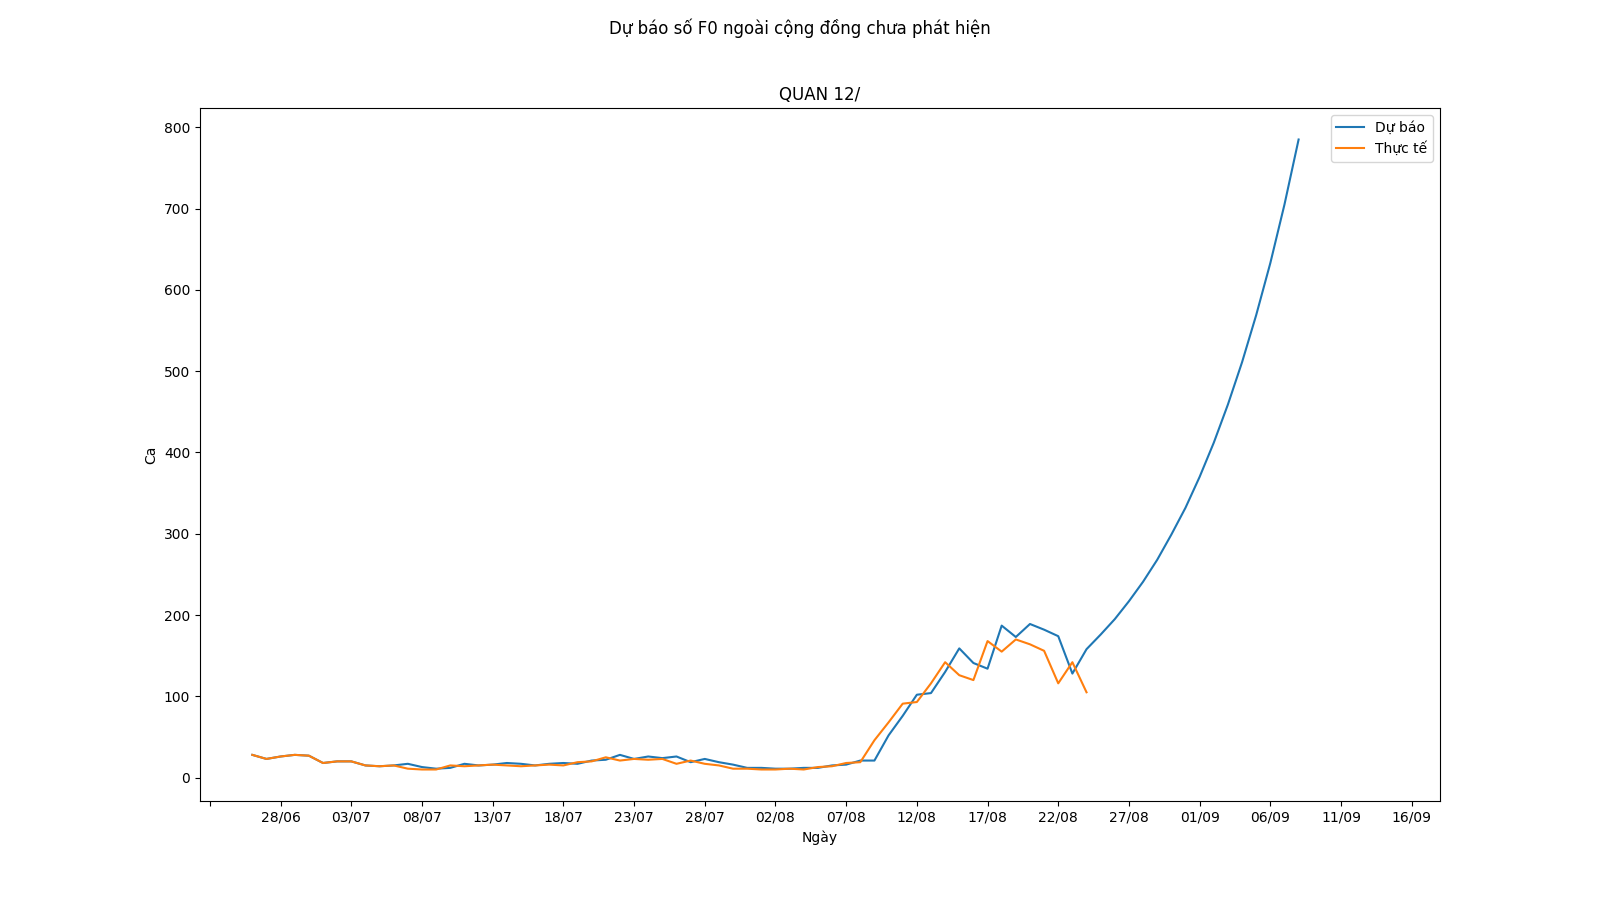 Dự báo số F0 ngoài cộng đồng chưa phát hiện
QUAN 12/
Dự báo
Thực tế
800
700
600
500
400
300
200
100
0
Ca
28/06 03/07 08/07 13/07 18/07 23/07 28/07 02/08 07/08 12/08 17/08 22/08 27/08 01/09 06/09 11/09 16/09
Ngày